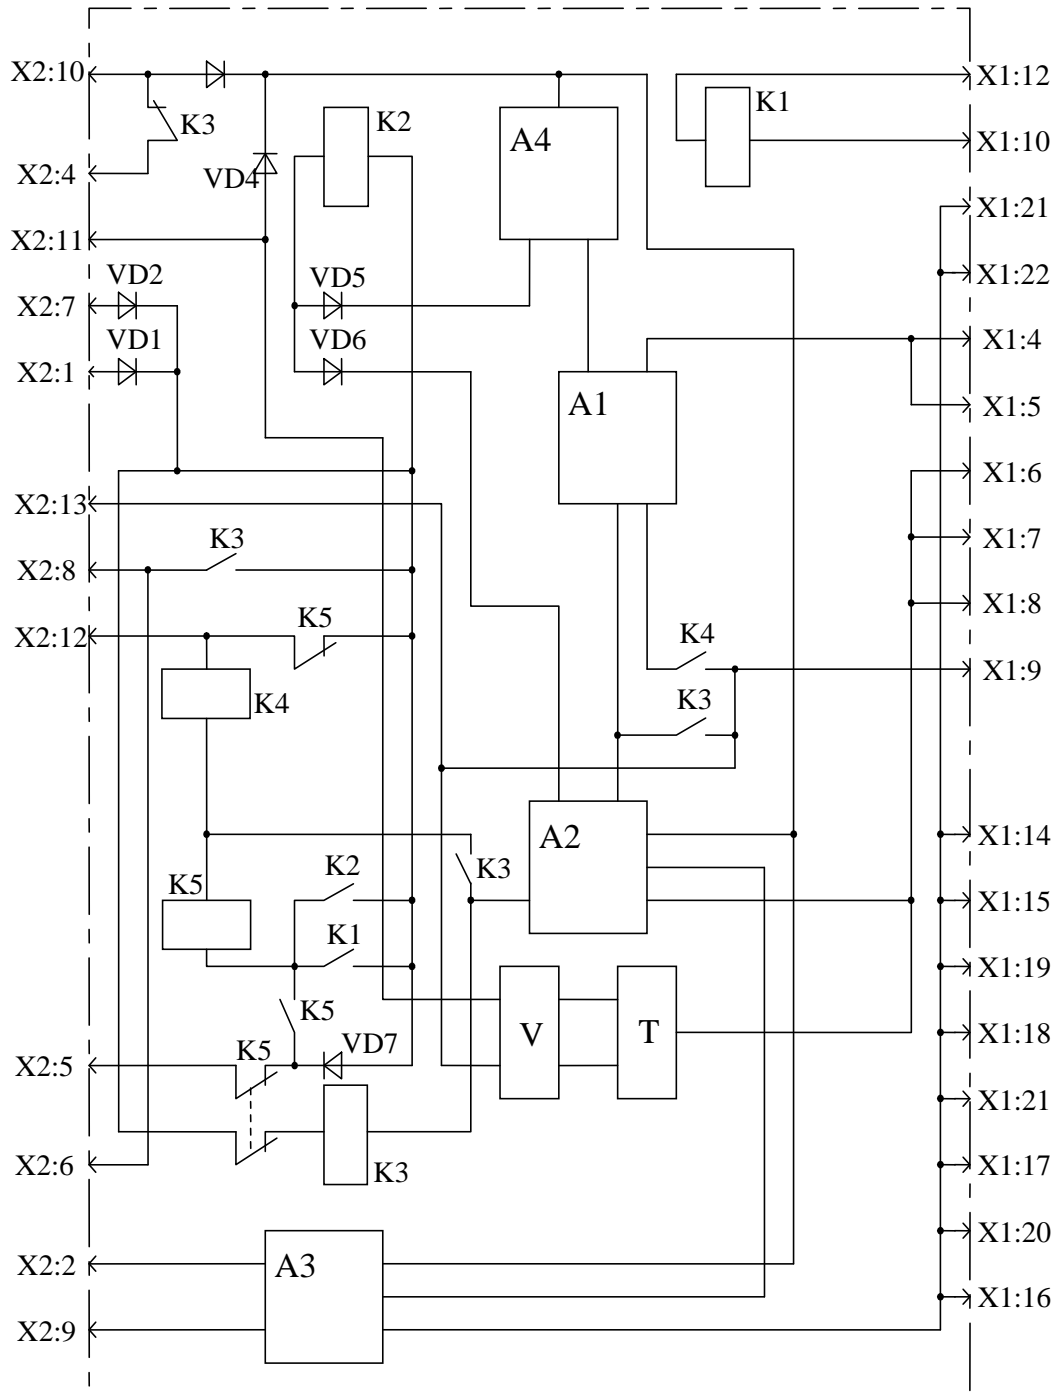 X2:10
X1:12
K2
K1
K3
A4
X1:10
X2:4
VD4
X1:21
X2:11
VD2
VD5
X1:22
X2:7
VD1
VD6
X1:4
X2:1
A1
X1:5
X1:6
X2:13
K3
X1:7
X2:8
X1:8
K5
K4
X2:12
X1:9
K4
K3
A2
X1:14
K2
K3
K5
X1:15
K1
X1:19
K5
V
T
X1:18
VD7
K5
X2:5
X1:21
X2:6
K3
X1:17
X1:20
X2:2
A3
X1:16
X2:9